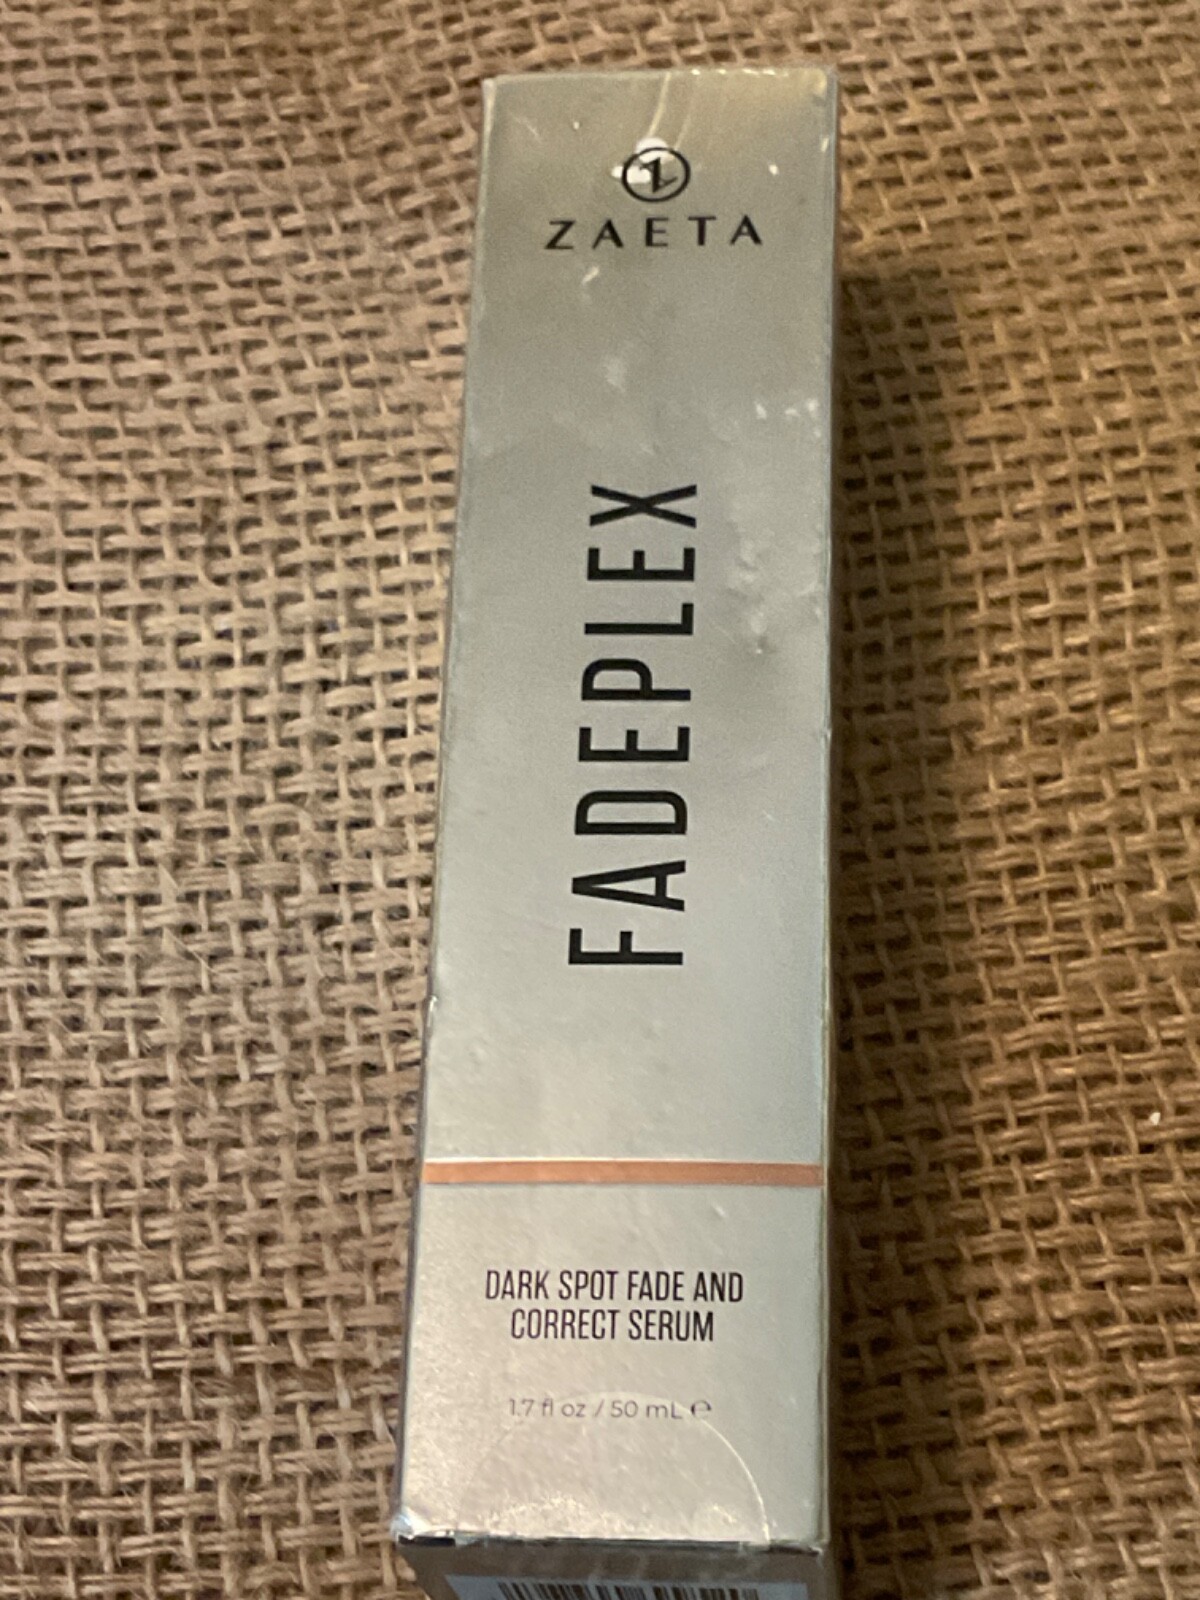 Z
ZAETA
FADEPLEX
DARK SPOT FADE AND
CORRECT SERUM
1.7 fl oz / 50 mL ℮